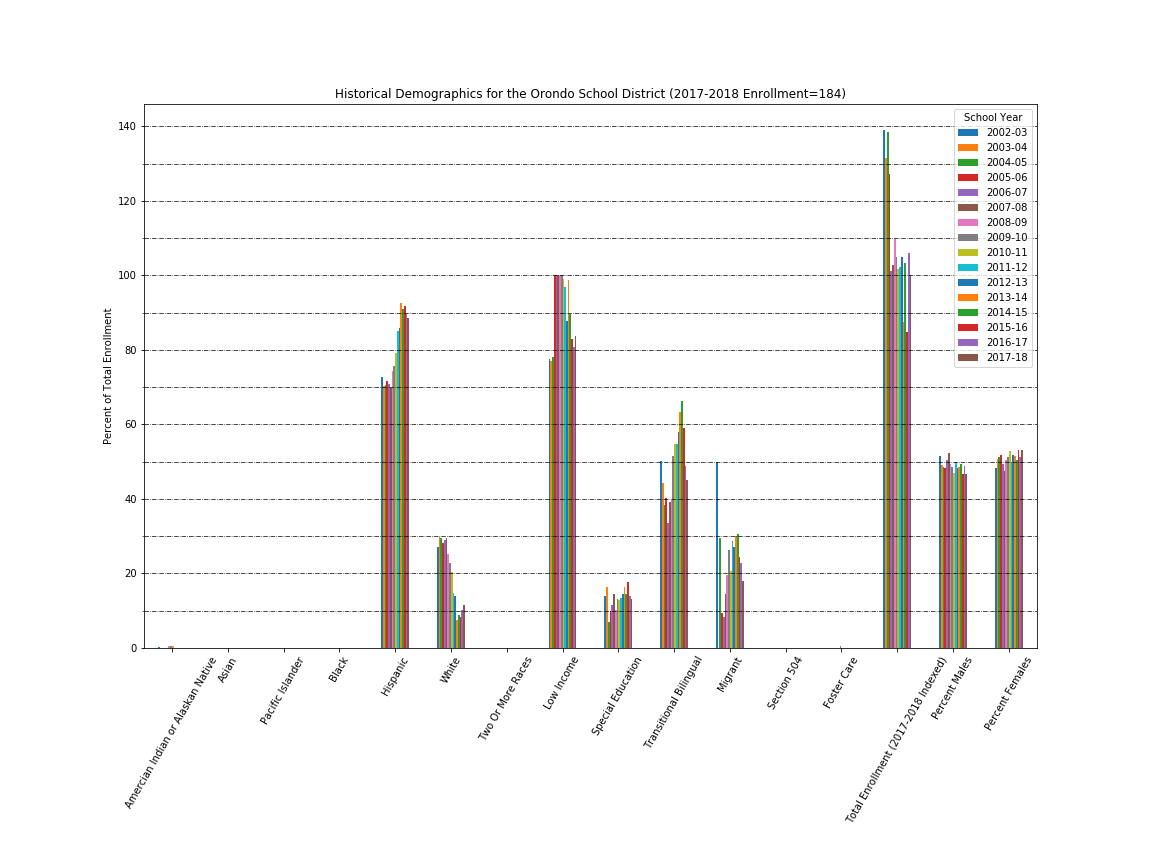 Historical Demographics for the Orondo School District (2017-2018 Enrollment=184)
Percent of Total Enrollment
140
120
100
80
60
40
20
0
School Year
2002-03
2003-04
2004-05
2005-06
2006-07
2007-08
2008-09
2009-10
2010-11
2011-12
2012-13
2013-14
2014-15
2015-16
2016-17
2017-18
Amercian Indian or Alaskan Native
Asian
Pacific Islander
Black
Hispanic
White
Two Or More Races
Low Income
Special Education
Transitional Bilingual
Migrant
Section 504
Foster Care
Total Enrollment (2017-2018 Indexed)
Percent Males
Percent Females